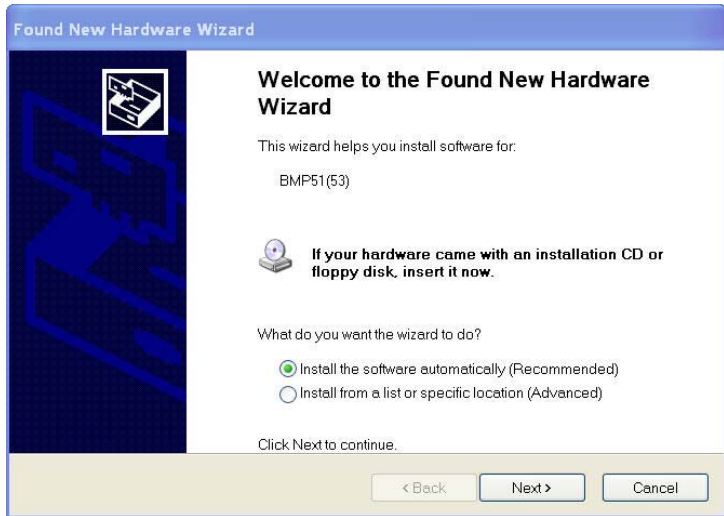 Found New Hardware Wizard
Welcome to the Found New Hardware
Wizard
This wizard helps you install software for:
BMP51(53)
If your hardware came with an installation CD or
floppy disk, insert it now.
What do you want the wizard to do?
Install the software automatically (Recommended)
Install from a list or specific location (Advanced)
Click Next to continue.
< Back Next > Cancel